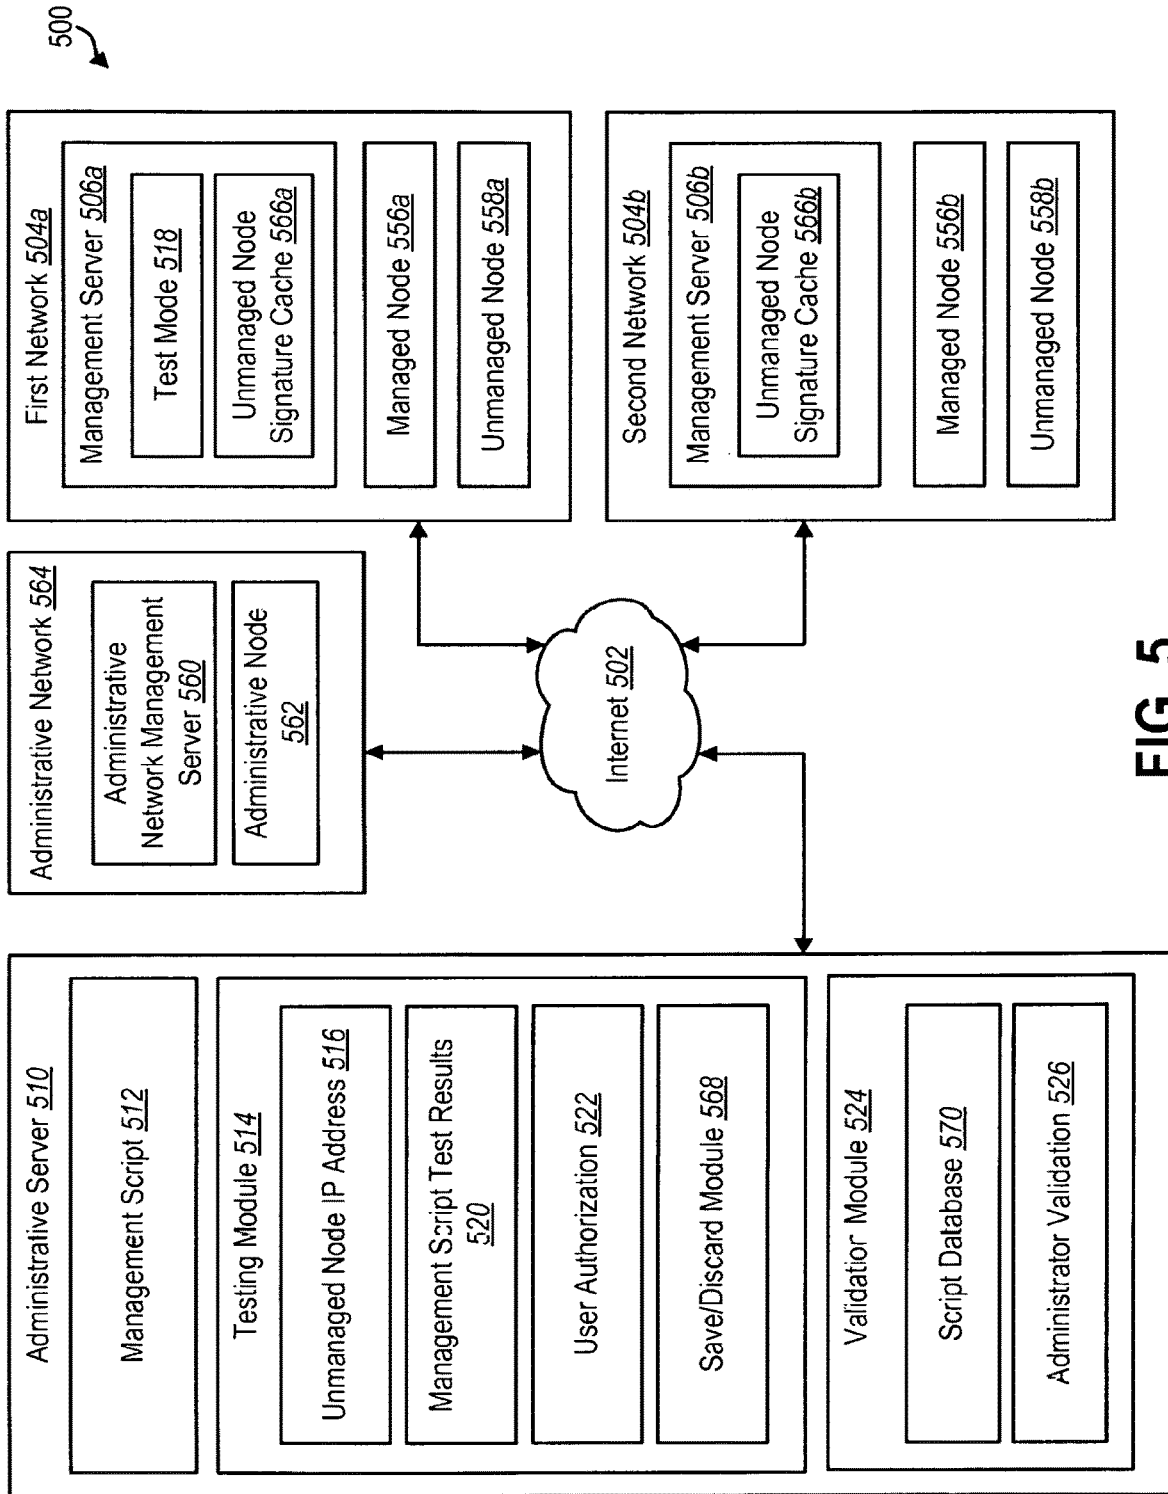 500
Administrative Server 510
Management Script 512
Testing Module 514
Unmanaged Node IP Address 516
Management Script Test Results
520
User Authorization 522
Save/Discard Module 568
Validation Module 524
Script Database 570
Administrator Validation 526
Administrative Network 564
Administrative
Network Management
Server 560
Administrative Node
562
Internet 502
First Network 504a
Management Server 506a
Test Mode 518
Unmanaged Node
Signature Cache 566a
Managed Node 556a
Unmanaged Node 558a
Second Network 504b
Management Server 506b
Unmanaged Node
Signature Cache 566b
Managed Node 556b
Unmanaged Node 558b
FIG. 5